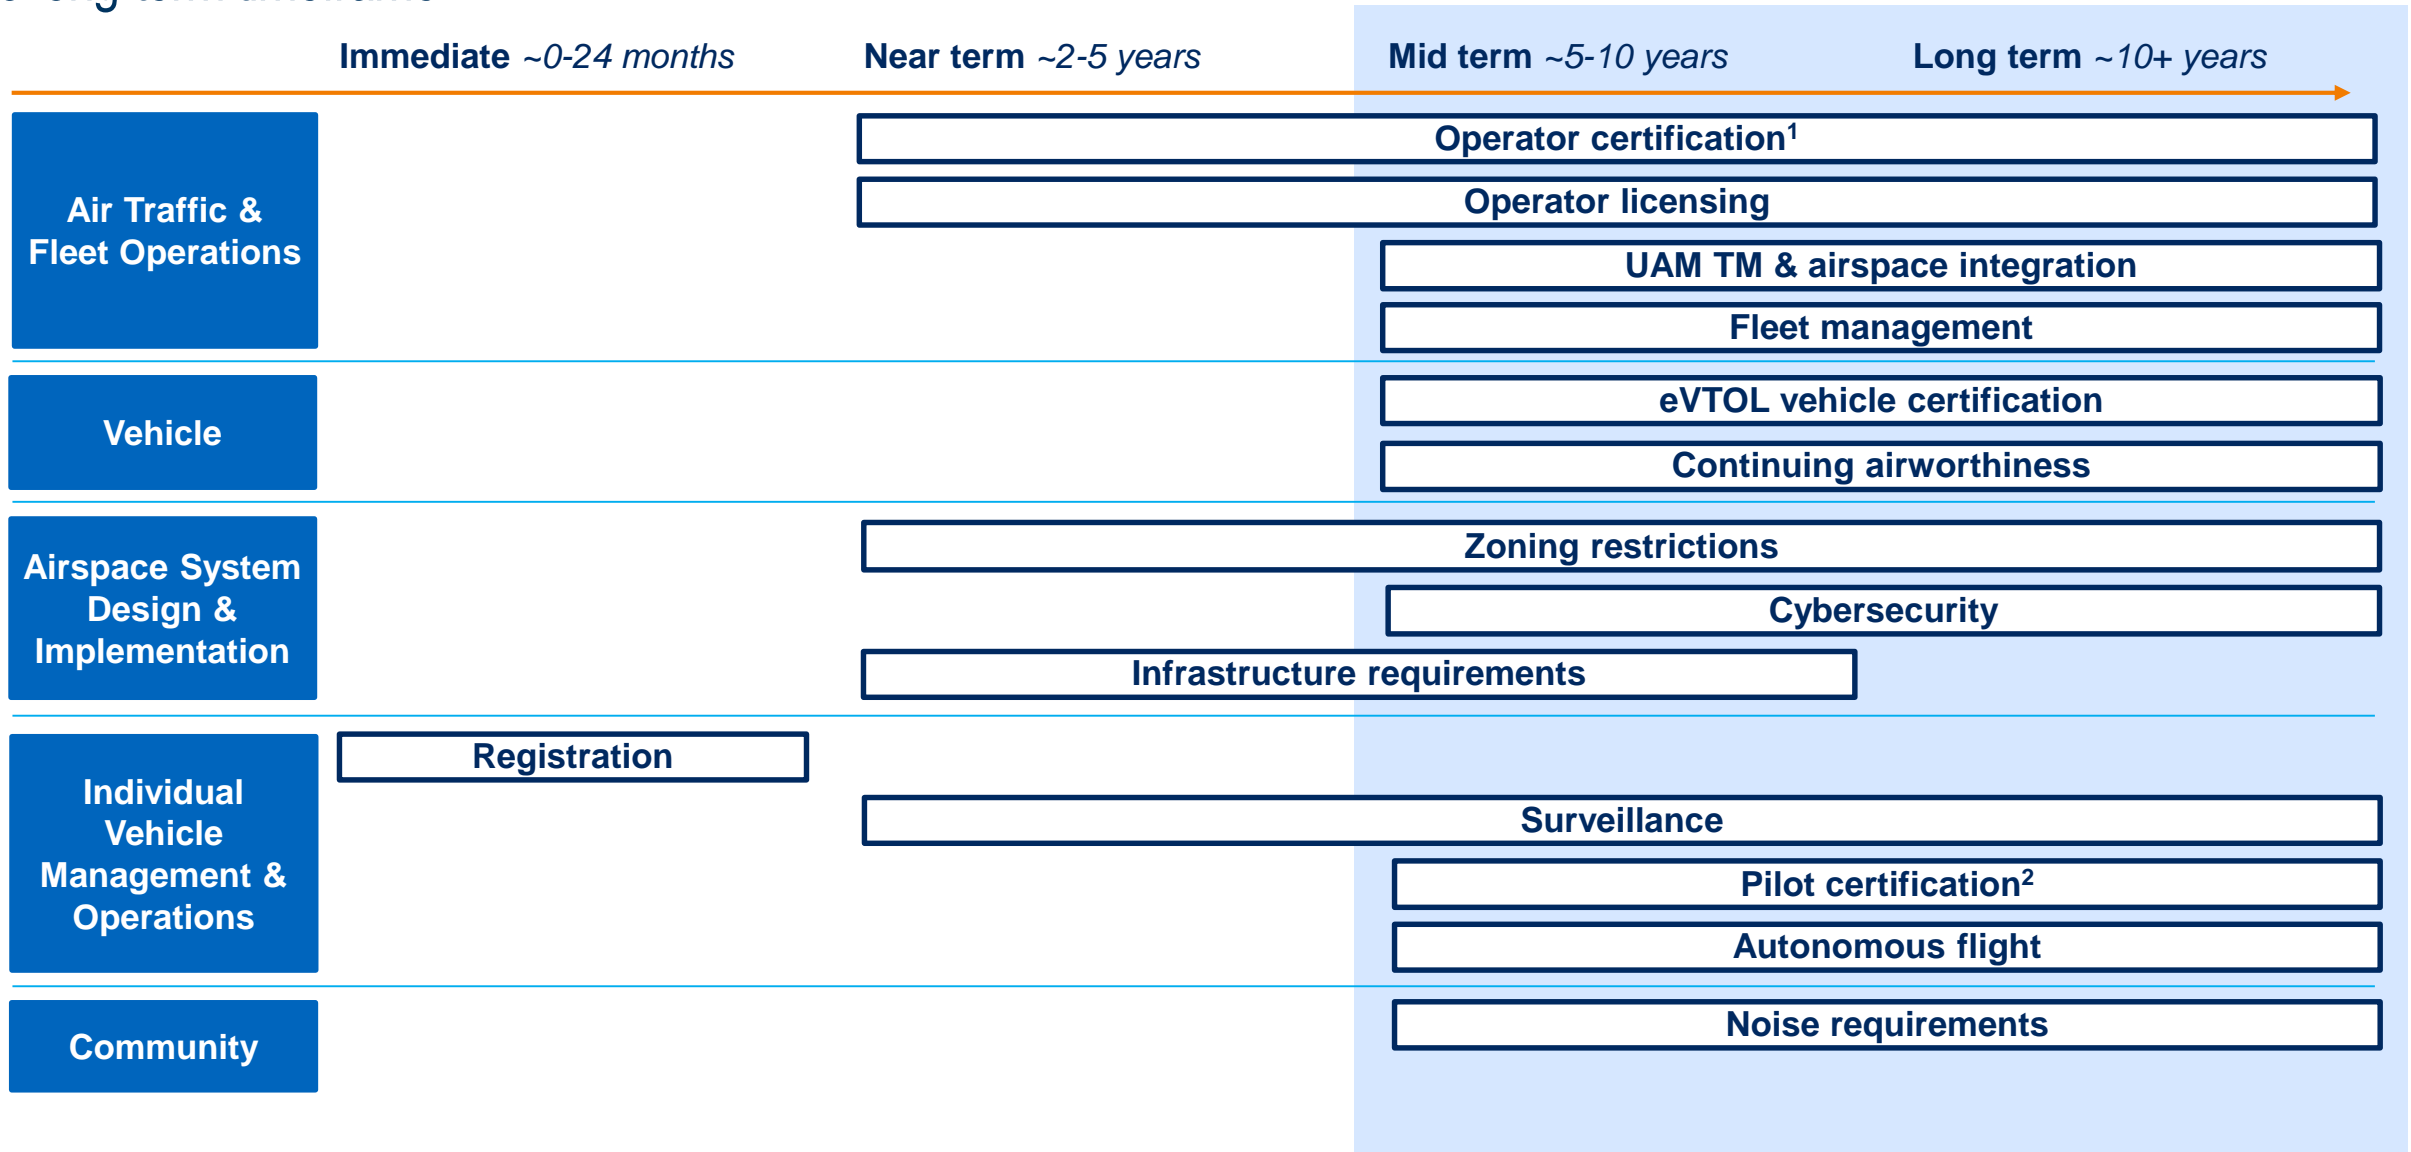 Immediate ~0-24 months
Near term ~2-5 years
Mid term ~5-10 years
Long term ~10+ years
Air Traffic &
Fleet Operations
Operator certification¹
Operator licensing
UAM TM & airspace integration
Fleet management
Vehicle
eVTOL vehicle certification
Continuing airworthiness
Airspace System
Design &
Implementation
Zoning restrictions
Cybersecurity
Infrastructure requirements
Individual
Vehicle
Management &
Operations
Registration
Surveillance
Pilot certification²
Autonomous flight
Community
Noise requirements